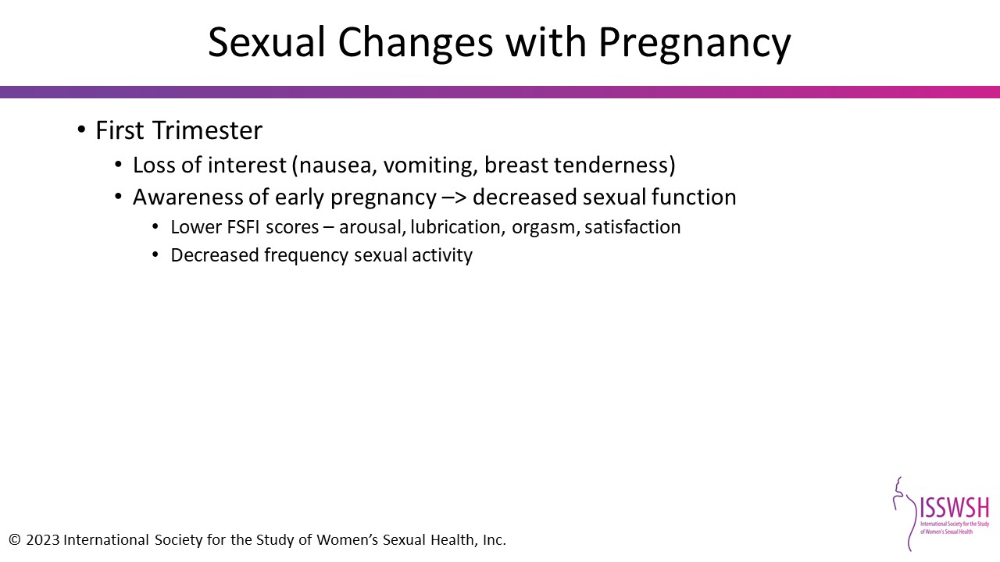 Sexual Changes with Pregnancy
• First Trimester
• Loss of interest (nausea, vomiting, breast tenderness)
• Awareness of early pregnancy –> decreased sexual function
• Lower FSFI scores – arousal, lubrication, orgasm, satisfaction
• Decreased frequency sexual activity
ISSWSH
International Society for the Study
of Women's Sexual Health
© 2023 International Society for the Study of Women’s Sexual Health, Inc.